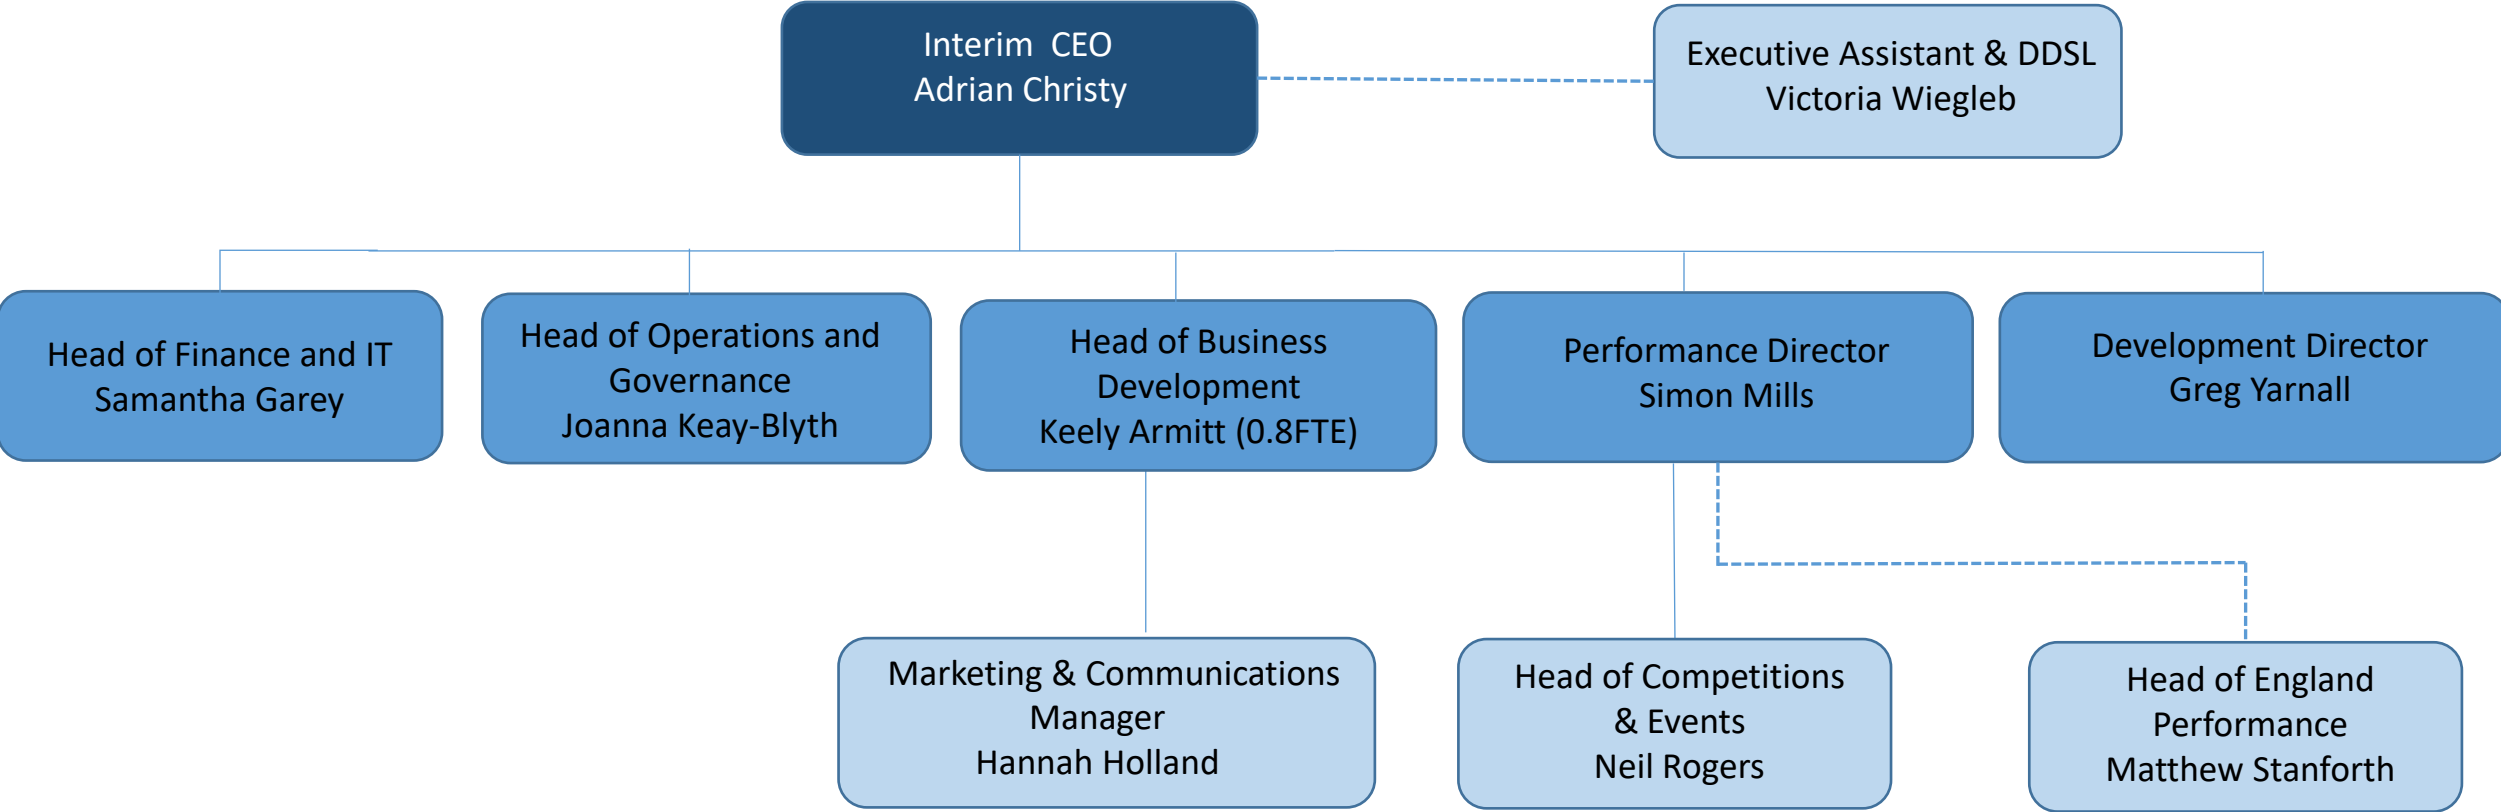 Interim CEO
Adrian Christy
Executive Assistant & DDSL
Victoria Wiegleb
Head of Finance and IT
Samantha Garey
Head of Operations and
Governance
Joanna Keay-Blyth
Head of Business
Development
Keely Armitt (0.8FTE)
Performance Director
Simon Mills
Development Director
Greg Yarnall
Marketing & Communications
Manager
Hannah Holland
Head of Competitions
& Events
Neil Rogers
Head of England
Performance
Matthew Stanforth